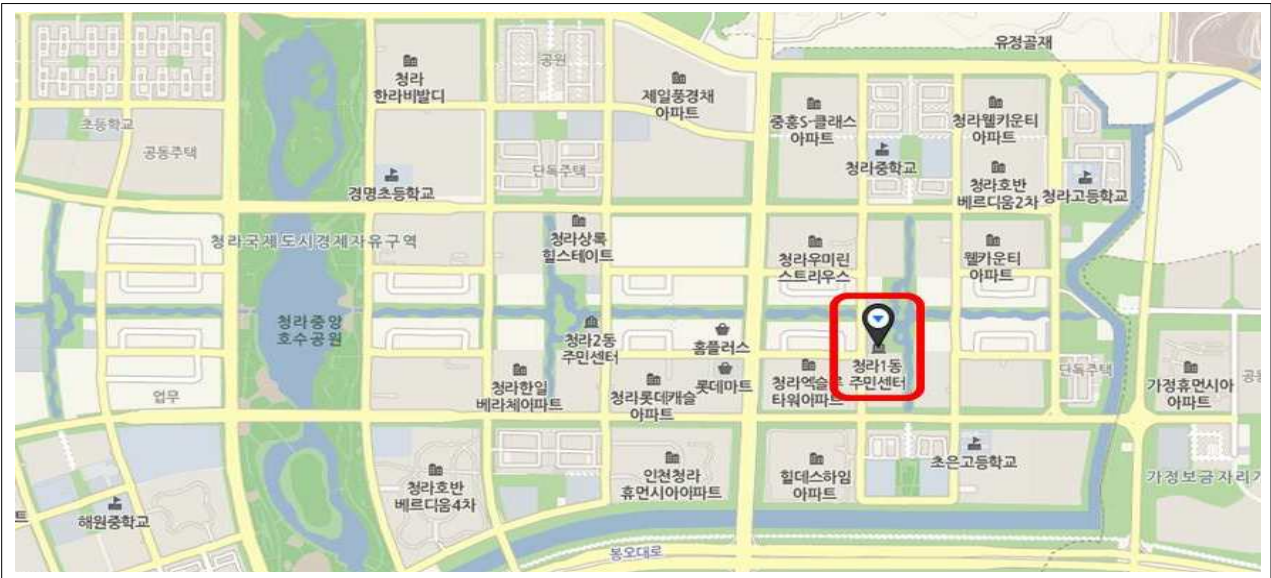 유정골재
공원
청라
한라비발디
제일풍경채
아파트
중흥S-클래스
아파트
청라웰카운티
아파트
초등학교
공동주택
단독주택
청라중학교
경명초등학교
청라호반
베르디움2차
청라고등학교
청라국제도시경제자유구역
청라상록
힐스테이트
청라우미린
스트라우스
웰카운티
아파트
청라중앙
호수공원
청라2동
주민센터
홈플러스
청라1동
주민센터
업무
청라한일
베라체아파트
청라롯데캐슬
아파트
롯데마트
청라엑슬루
타워아파트
단독주택
가정휴먼시아
아파트
청라호반
베르디움4차
인천청라
휴먼시아아파트
힐데스하임
아파트
초은고등학교
가정보금자리
해원중학교
봉오대로